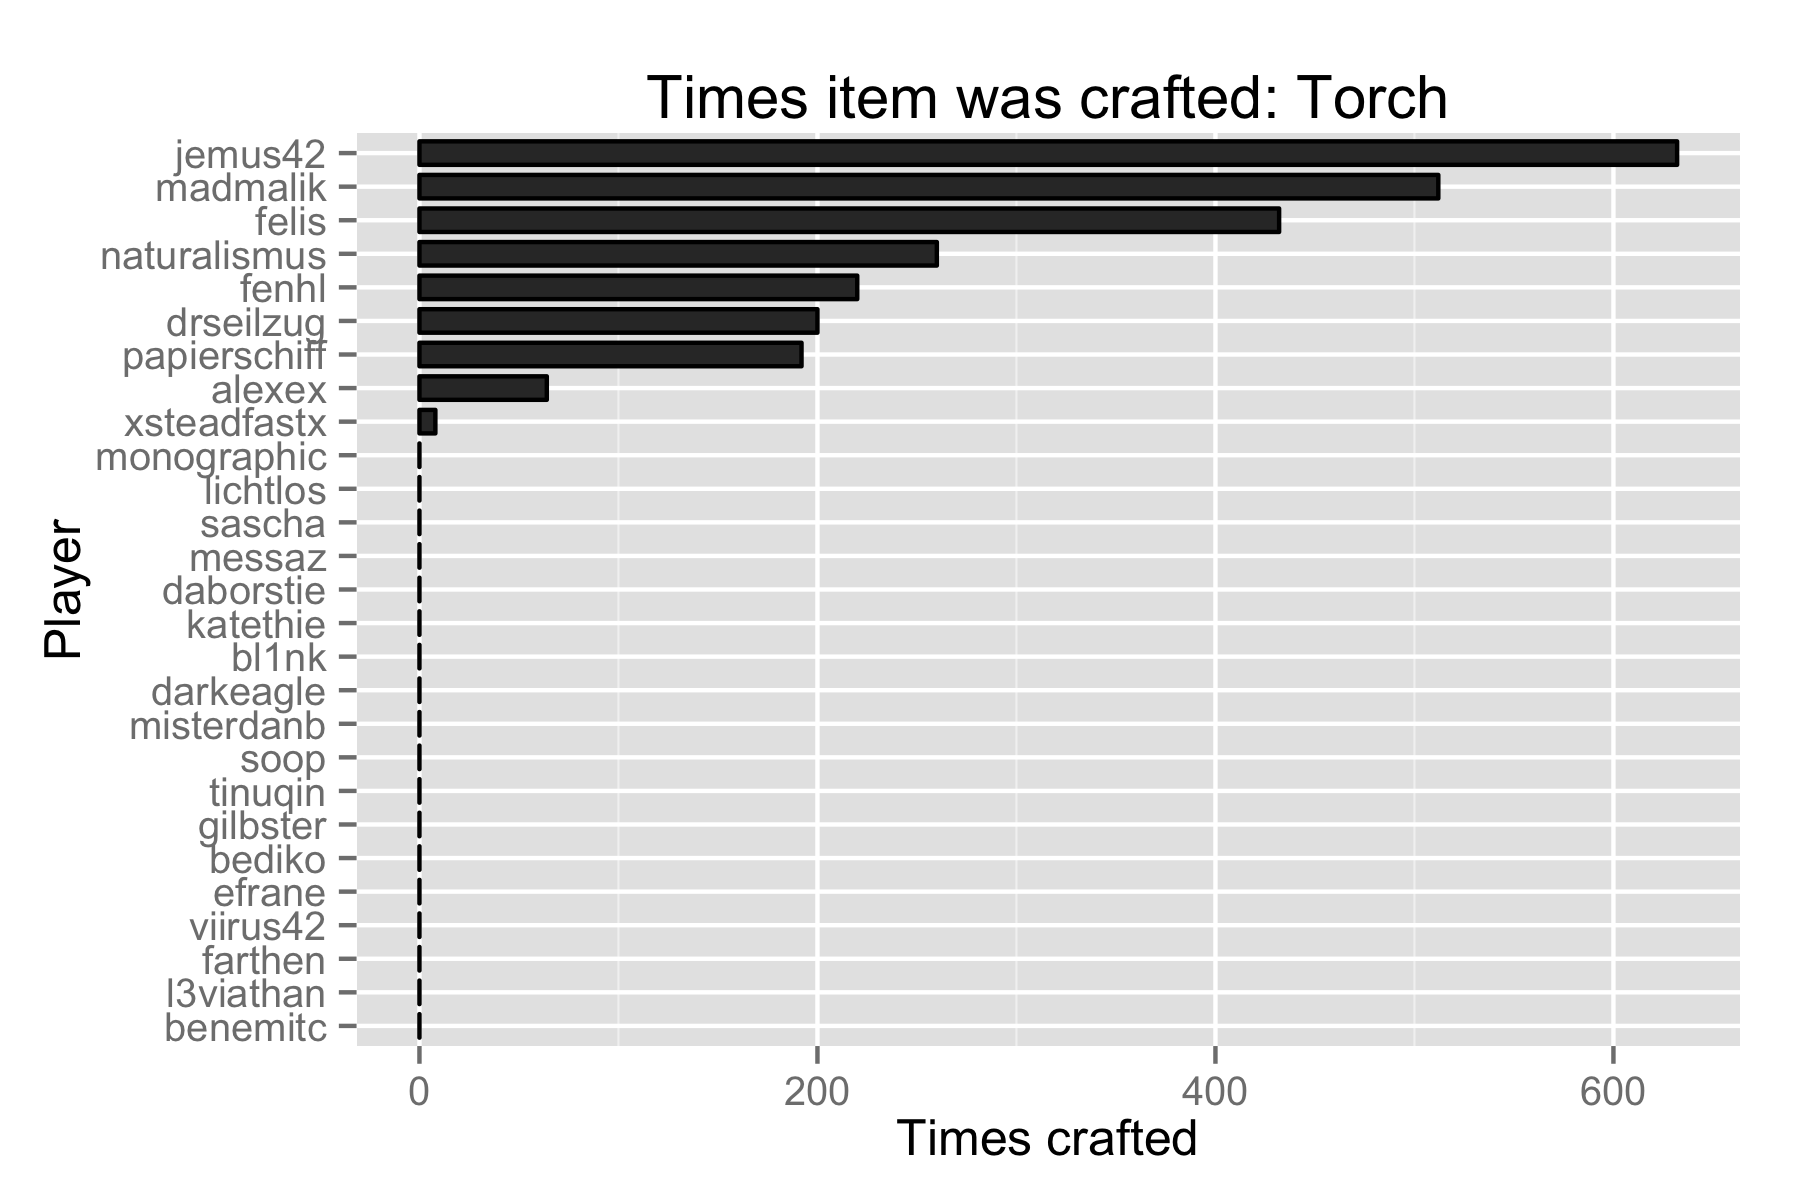 Times item was crafted: Torch
jemus42
madmalik
felis
naturalismus
fenhl
drseilzug
papierschiff
alexex
xsteadfastx
monographic
lichtlos
sascha
messaz
daborstie
katethie
bl1nk
darkeagle
misterdanb
soop
tinuqin
gilbster
bediko
efrane
viirus42
farthen
l3viathan
benemitc
Player
0 200 400 600
Times crafted